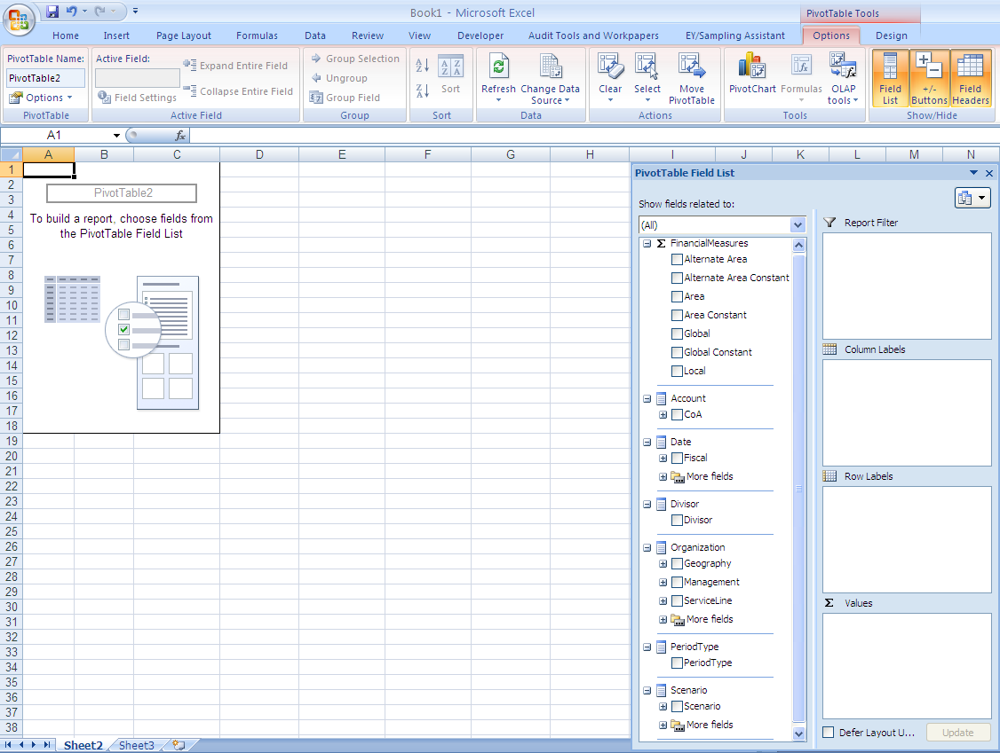 Book1 - Microsoft Excel
PivotTable Tools
Home Insert Page Layout Formulas Data Review View Developer Audit Tools and Workpapers EY/Sampling Assistant Options Design
PivotTable Name:
PivotTable2
Options
PivotTable
Active Field:
Field Settings
Expand Entire Field
Collapse Entire Field
Active Field
Group Selection
Ungroup
Group Field
Group
Sort
Sort
Refresh
Change Data
Source
Data
Clear
Select
Move
PivotTable
Actions
PivotChart
Formulas
OLAP
tools
Tools
Field
List
+/-
Buttons
Field
Headers
Show/Hide
A1
fx
A B C D E F G H I J K L M N
1
2
3
4
5
6
7
8
9
10
11
12
13
14
15
16
17
18
19
20
21
22
23
24
25
26
27
28
29
30
31
32
33
34
35
36
37
38
PivotTable2
To build a report, choose fields from
the PivotTable Field List
PivotTable Field List
Show fields related to:
(All)
Σ FinancialMeasures
Alternate Area
Alternate Area Constant
Area
Area Constant
Global
Global Constant
Local
Account
CoA
Date
Fiscal
More fields
Divisor
Divisor
Organization
Geography
Management
ServiceLine
More fields
PeriodType
PeriodType
Scenario
Scenario
More fields
Report Filter
Column Labels
Row Labels
Σ Values
Defer Layout U...
Update
Sheet2 Sheet3